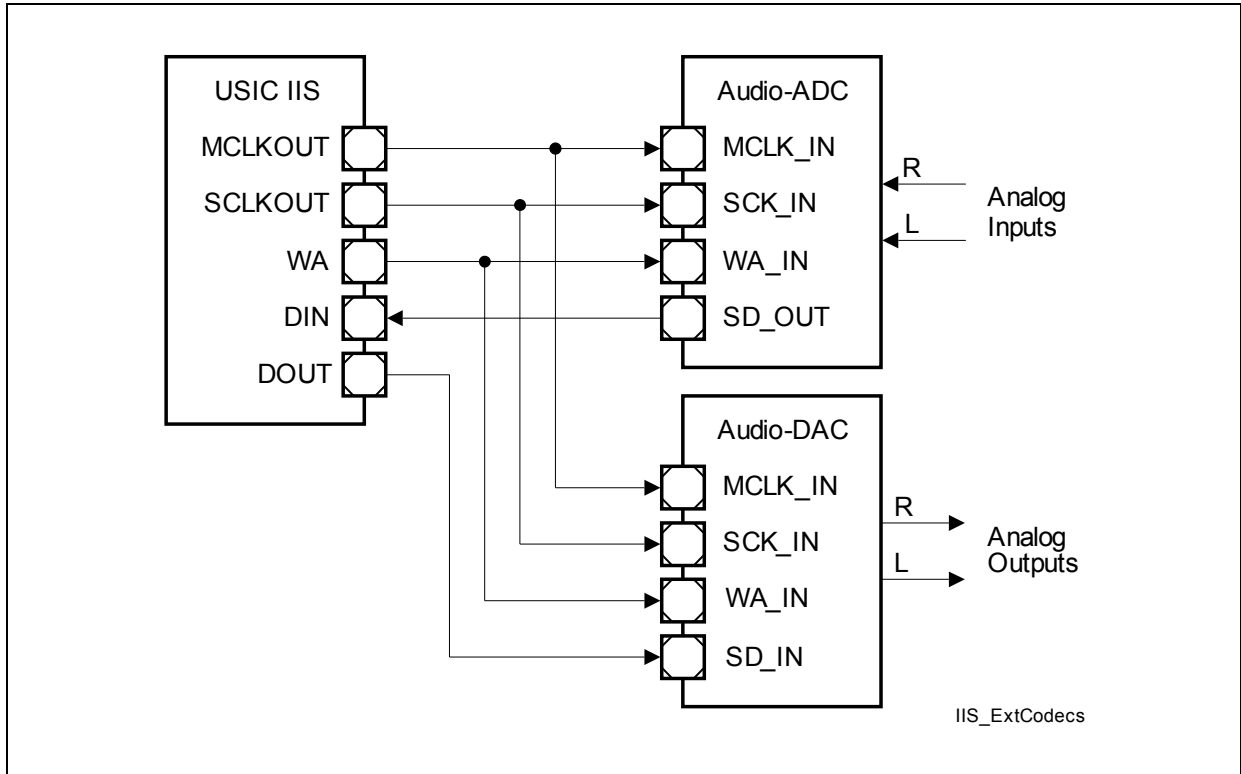 USIC IIS
MCLKOUT
SCLKOUT
WA
DIN
DOUT
Audio-ADC
MCLK_IN
SCK_IN
WA_IN
SD_OUT
R
L
Analog
Inputs
Audio-DAC
MCLK_IN
SCK_IN
WA_IN
SD_IN
R
L
Analog
Outputs
IIS_ExtCodecs